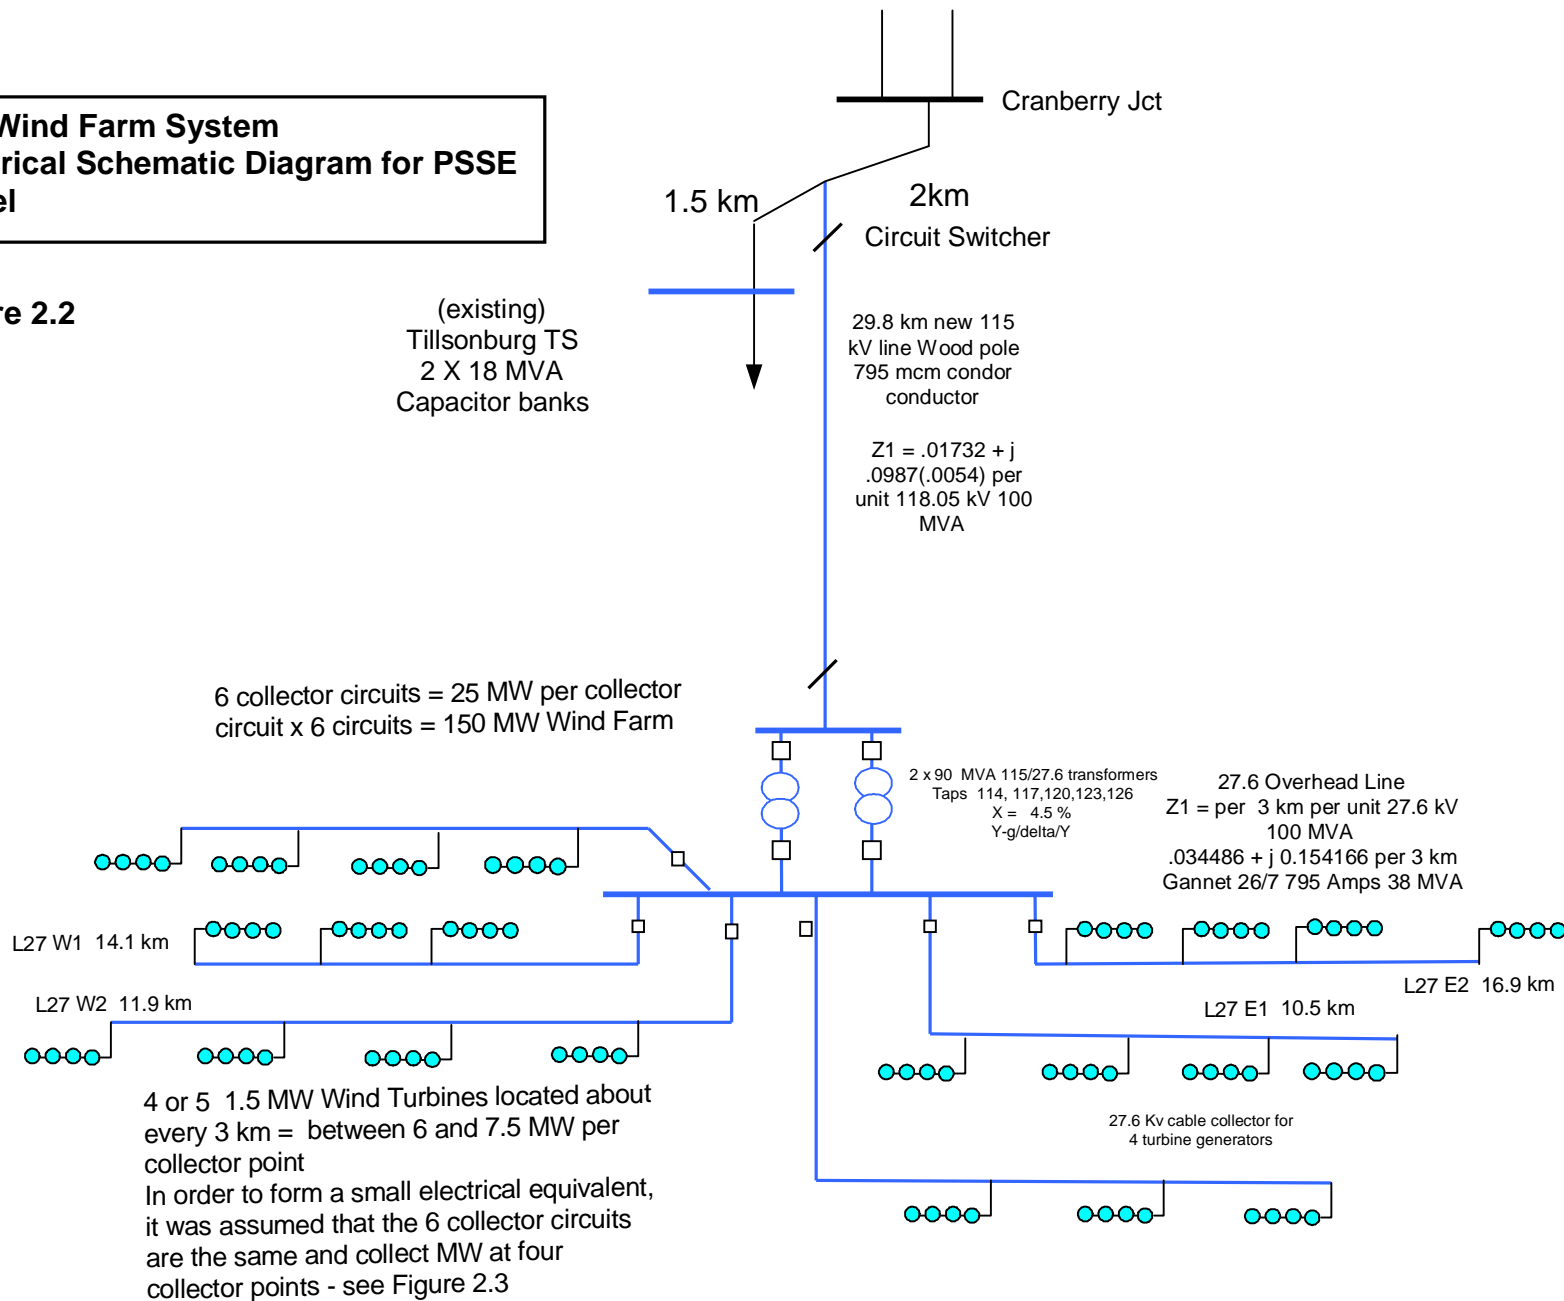 Wind Farm System
rical Schematic Diagram for PSSE
el
re 2.2
Cranberry Jct
1.5 km
2km
Circuit Switcher
(existing)
Tillsonburg TS
2 X 18 MVA
Capacitor banks
29.8 km new 115
kV line Wood pole
795 mcm condor
conductor
Z1 = .01732 + j
.0987(.0054) per
unit 118.05 kV 100
MVA
6 collector circuits = 25 MW per collector
circuit x 6 circuits = 150 MW Wind Farm
2 x 90 MVA 115/27.6 transformers
Taps 114, 117,120,123,126
X = 4.5 %
Y-g/delta/Y
27.6 Overhead Line
Z1 = per 3 km per unit 27.6 kV
100 MVA
.034486 + j 0.154166 per 3 km
Gannet 26/7 795 Amps 38 MVA
L27 W1 14.1 km
L27 W2 11.9 km
L27 E2 16.9 km
L27 E1 10.5 km
4 or 5 1.5 MW Wind Turbines located about
every 3 km = between 6 and 7.5 MW per
collector point
In order to form a small electrical equivalent,
it was assumed that the 6 collector circuits
are the same and collect MW at four
collector points - see Figure 2.3
27.6 Kv cable collector for
4 turbine generators